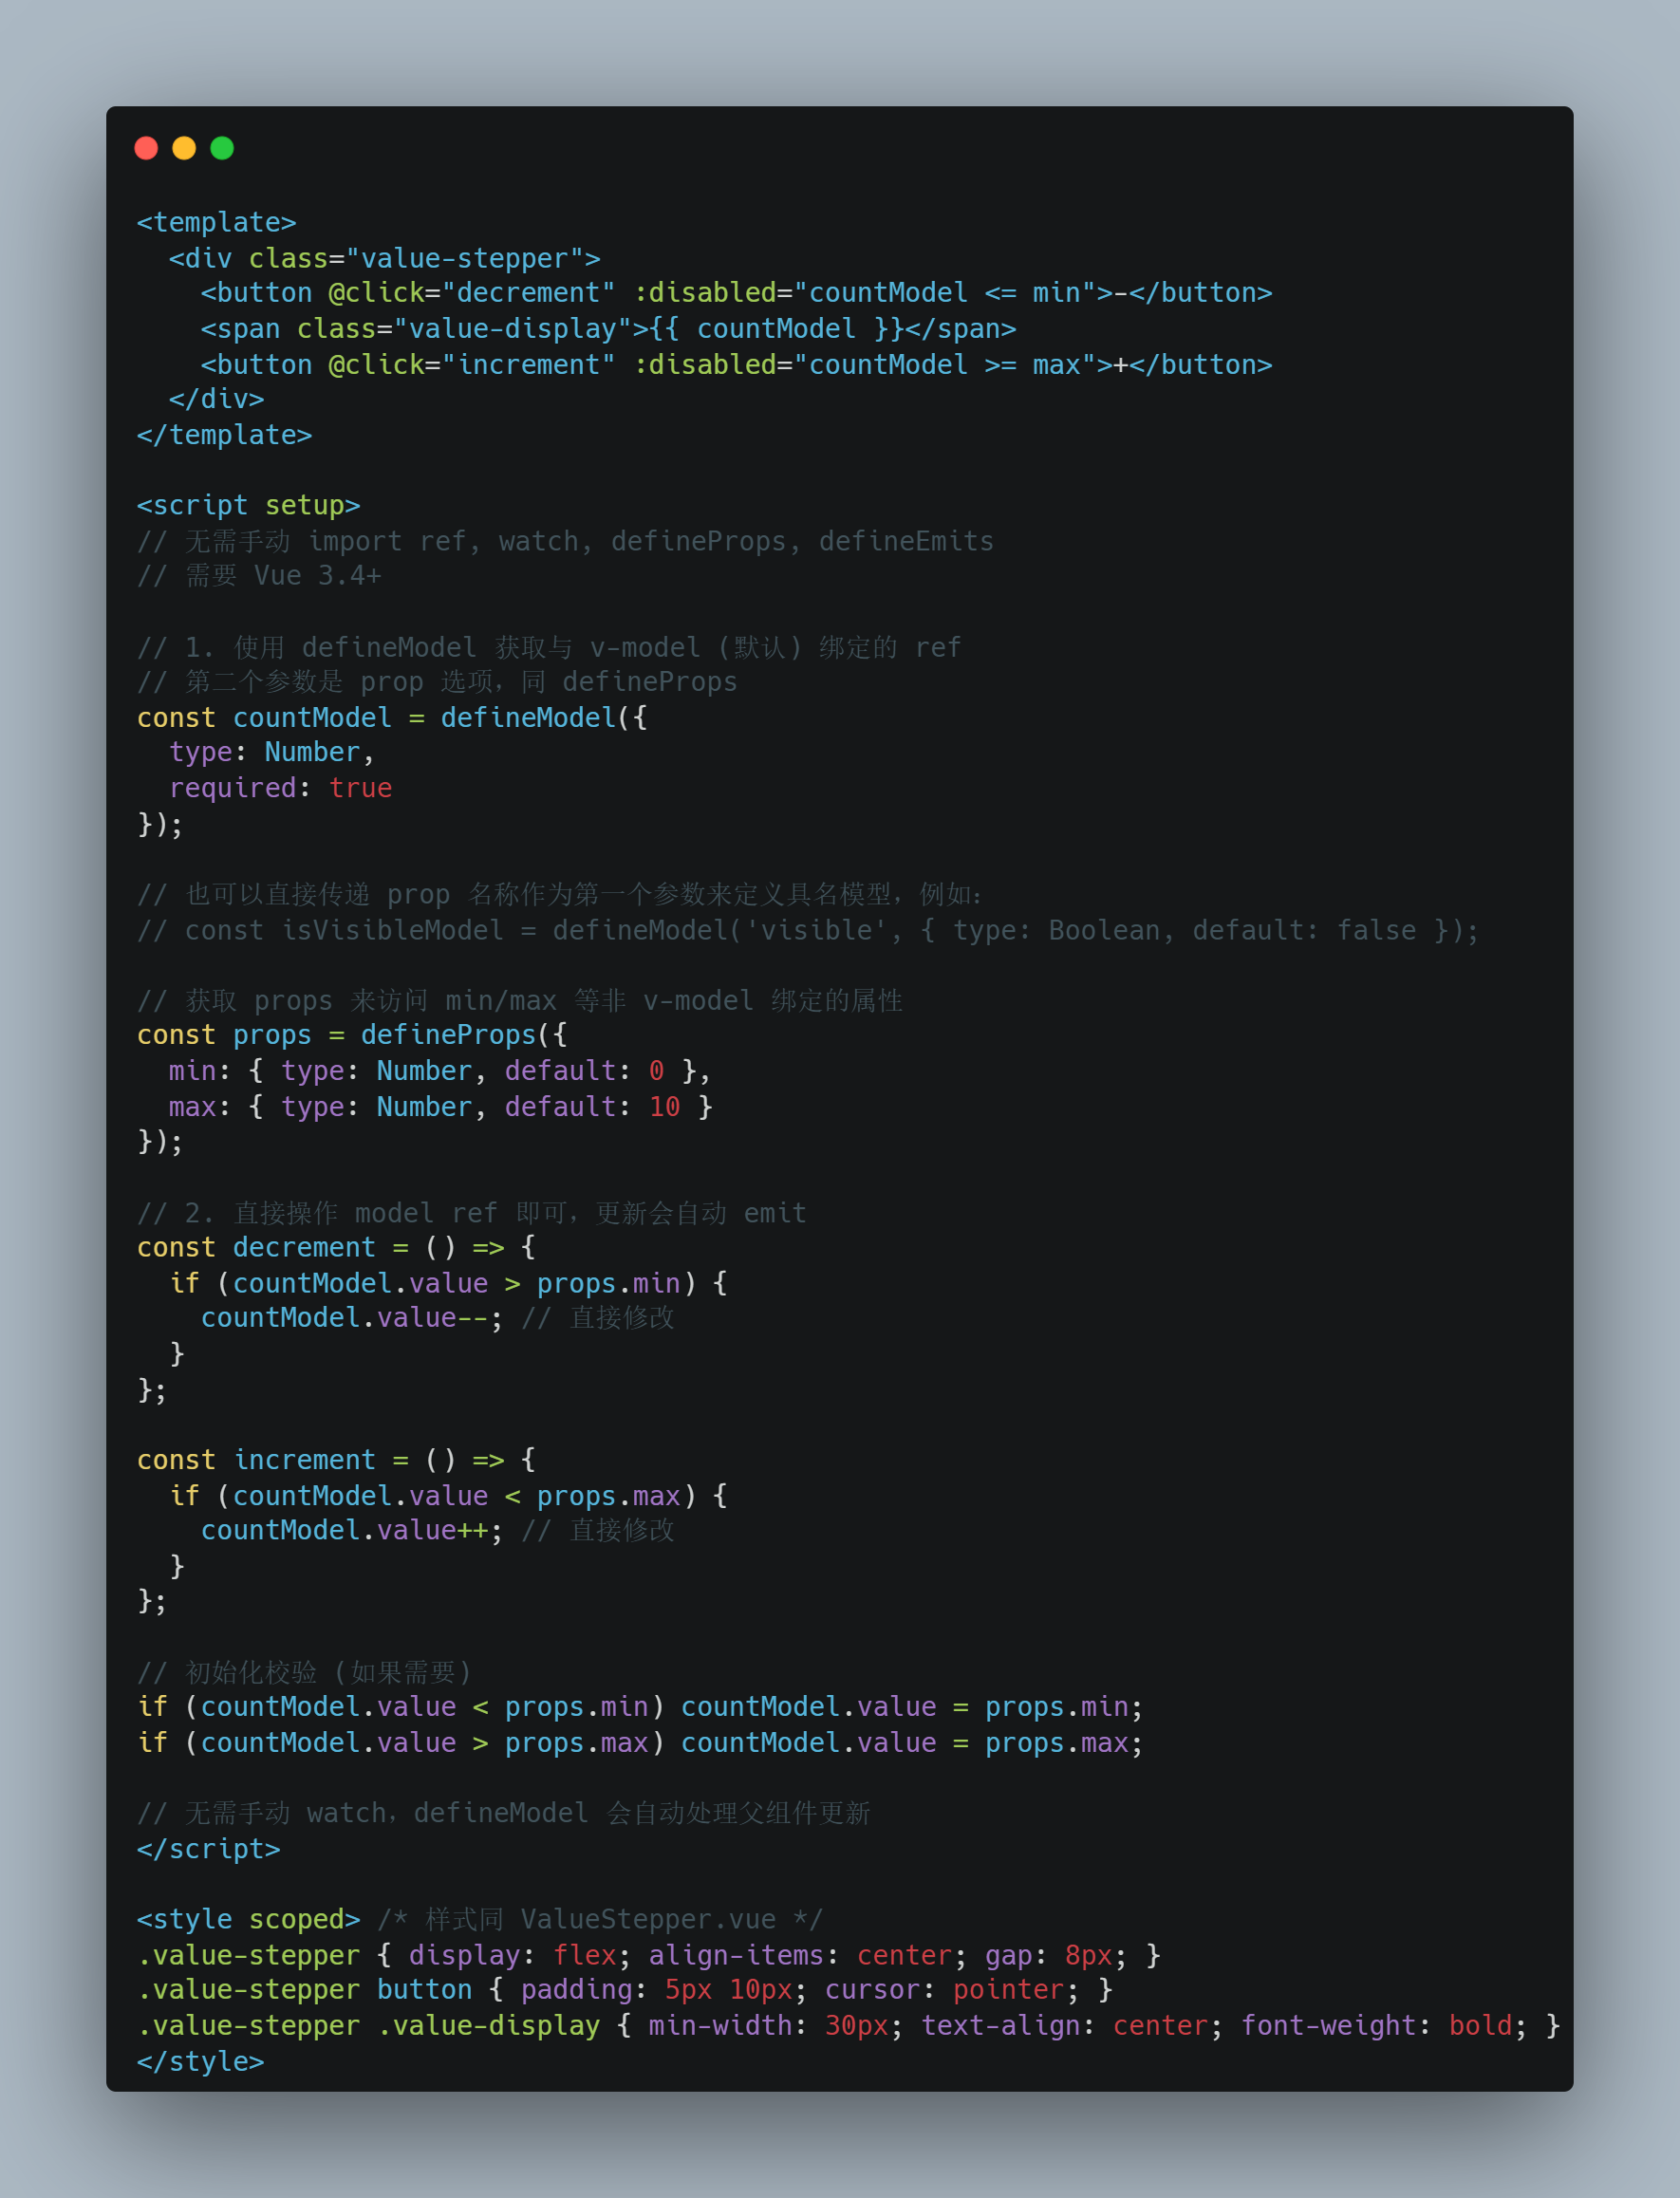 <template>
  <div class="value-stepper">
    <button @click="decrement" :disabled="countModel <= min">-</button>
    <span class="value-display">{{ countModel }}</span>
    <button @click="increment" :disabled="countModel >= max">+</button>
  </div>
</template>

<script setup>
// 无需手动 import ref, watch, defineProps, defineEmits
// 需要 Vue 3.4+

// 1. 使用 defineModel 获取与 v-model (默认) 绑定的 ref
// 第二个参数是 prop 选项，同 defineProps
const countModel = defineModel({
  type: Number,
  required: true
});

// 也可以直接传递 prop 名称作为第一个参数来定义具名模型，例如：
// const isVisibleModel = defineModel('visible', { type: Boolean, default: false });

// 获取 props 来访问 min/max 等非 v-model 绑定的属性
const props = defineProps({
  min: { type: Number, default: 0 },
  max: { type: Number, default: 10 }
});

// 2. 直接操作 model ref 即可，更新会自动 emit
const decrement = () => {
  if (countModel.value > props.min) {
    countModel.value--; // 直接修改
  }
};

const increment = () => {
  if (countModel.value < props.max) {
    countModel.value++; // 直接修改
  }
};

// 初始化校验 (如果需要)
if (countModel.value < props.min) countModel.value = props.min;
if (countModel.value > props.max) countModel.value = props.max;

// 无需手动 watch，defineModel 会自动处理父组件更新
</script>

<style scoped> /* 样式同 ValueStepper.vue */
.value-stepper { display: flex; align-items: center; gap: 8px; }
.value-stepper button { padding: 5px 10px; cursor: pointer; }
.value-stepper .value-display { min-width: 30px; text-align: center; font-weight: bold; }
</style>